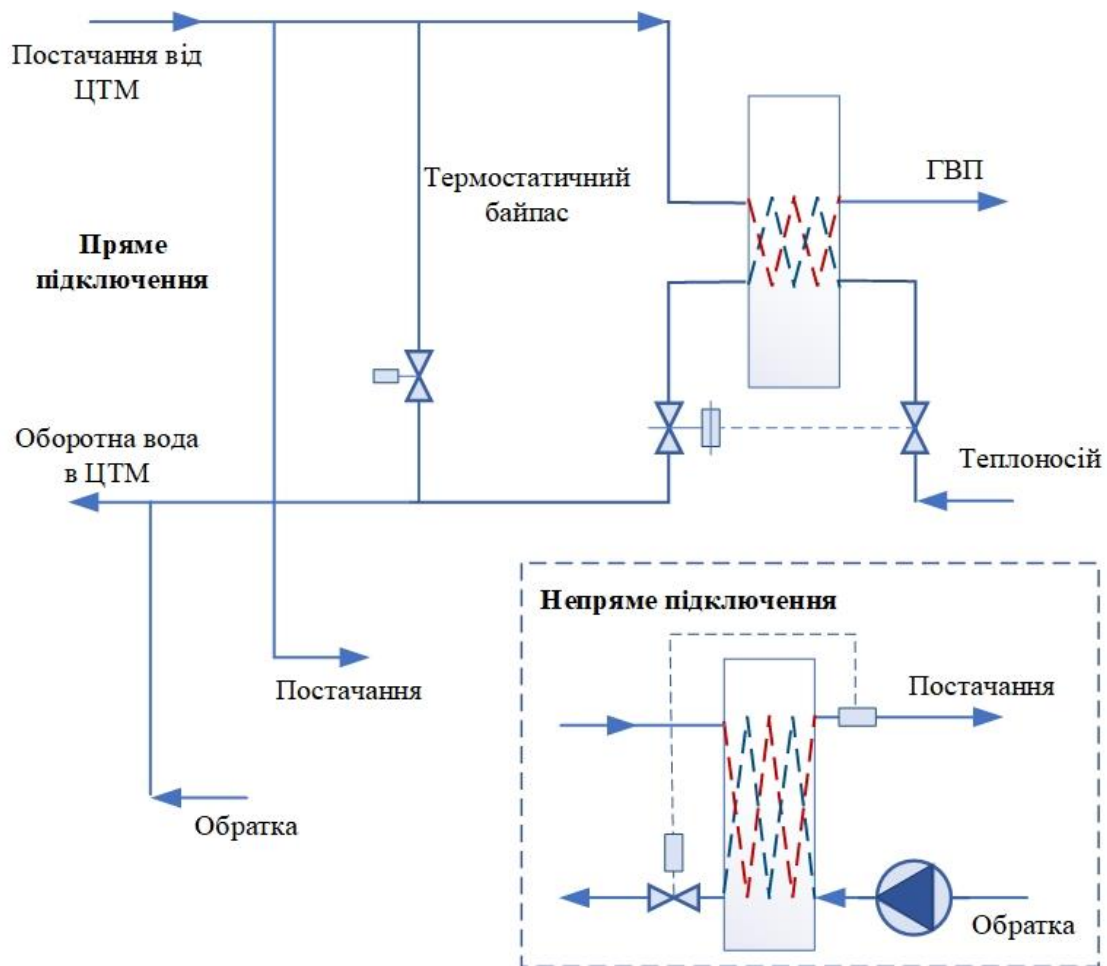 Постачання від
ЦТМ
Термостатичний
байпас
ГВП
Пряме
підключення
Оборотна вода
в ЦТМ
Теплоносій
Непряме підключення
Постачання
Постачання
Обратка
Обратка